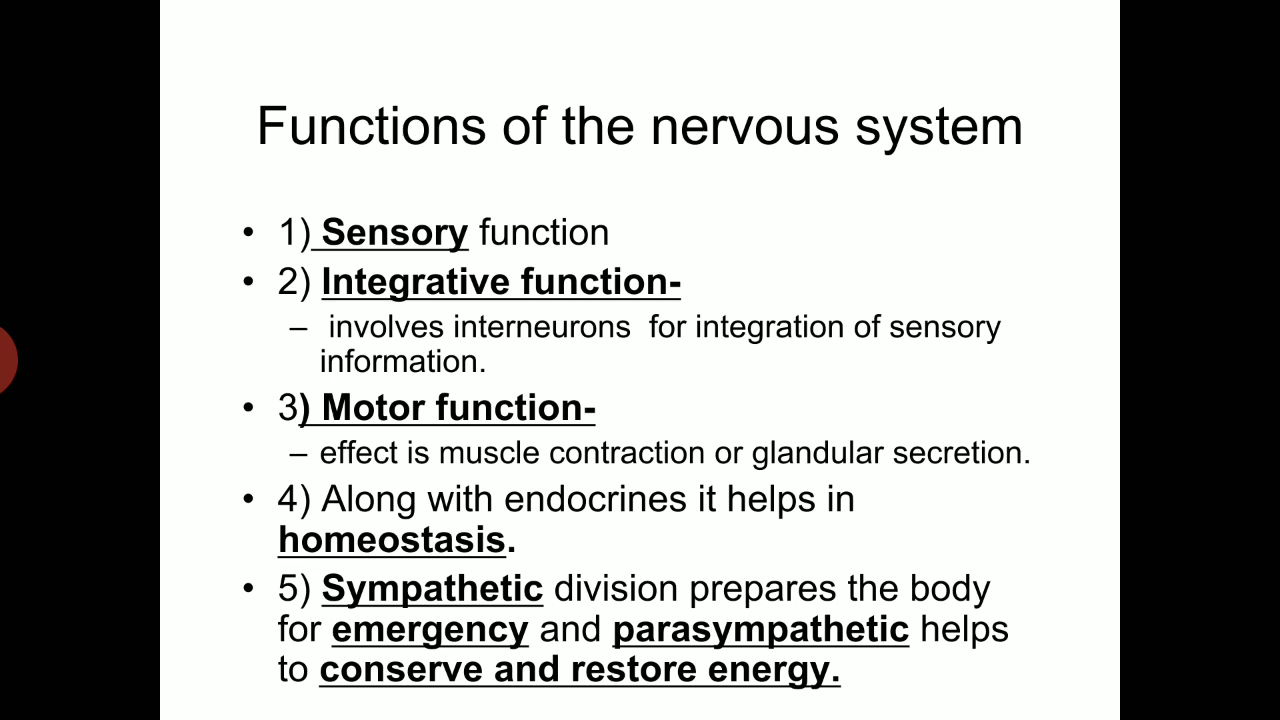 Functions of the nervous system
• 1) Sensory function
• 2) Integrative function-
– involves interneurons for integration of sensory
information.
• 3) Motor function-
– effect is muscle contraction or glandular secretion.
• 4) Along with endocrines it helps in
homeostasis.
• 5) Sympathetic division prepares the body
for emergency and parasympathetic helps
to conserve and restore energy.